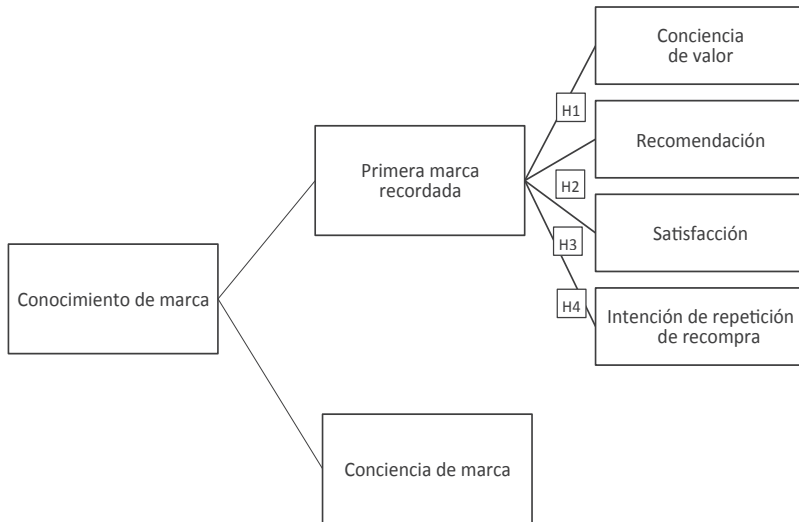 Conciencia
de valor
H1
Recomendación
Primera marca
recordada
H2
Satisfacción
H3
Conocimiento de marca
H4
Intención de repetición
de recompra
Conciencia de marca